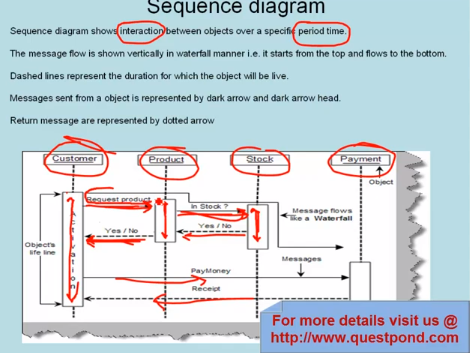 Sequence diagram
Sequence diagram shows interaction between objects over a specific period time.
The message flow is shown vertically in waterfall manner i.e. it starts from the top and flows to the bottom.
Dashed lines represent the duration for which the object will be live.
Messages sent from a object is represented by dark arrow and dark arrow head.
Return message are represented by dotted arrow
Customer Product Stock Payment
Object
Request product
In Stock ?
Message flows
like a Waterfall
Yes / No
Yes / No
Object's
life line
Activation
Messages
PayMoney
Receipt
For more details visit us @
http://www.questpond.com